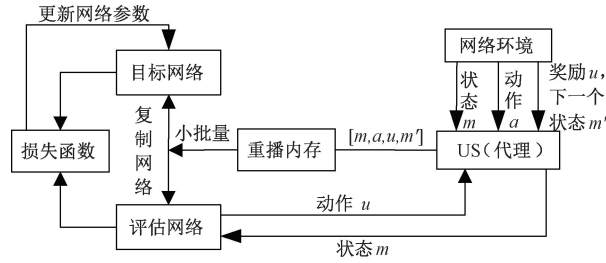 更新网络参数
目标网络
网络环境
状态 m
动作 a
奖励 u,
下一个
状态 m′
复制网络
小批量
[m,a,u,m′]
损失函数
重播内存
US(代理)
动作 u
评估网络
状态 m